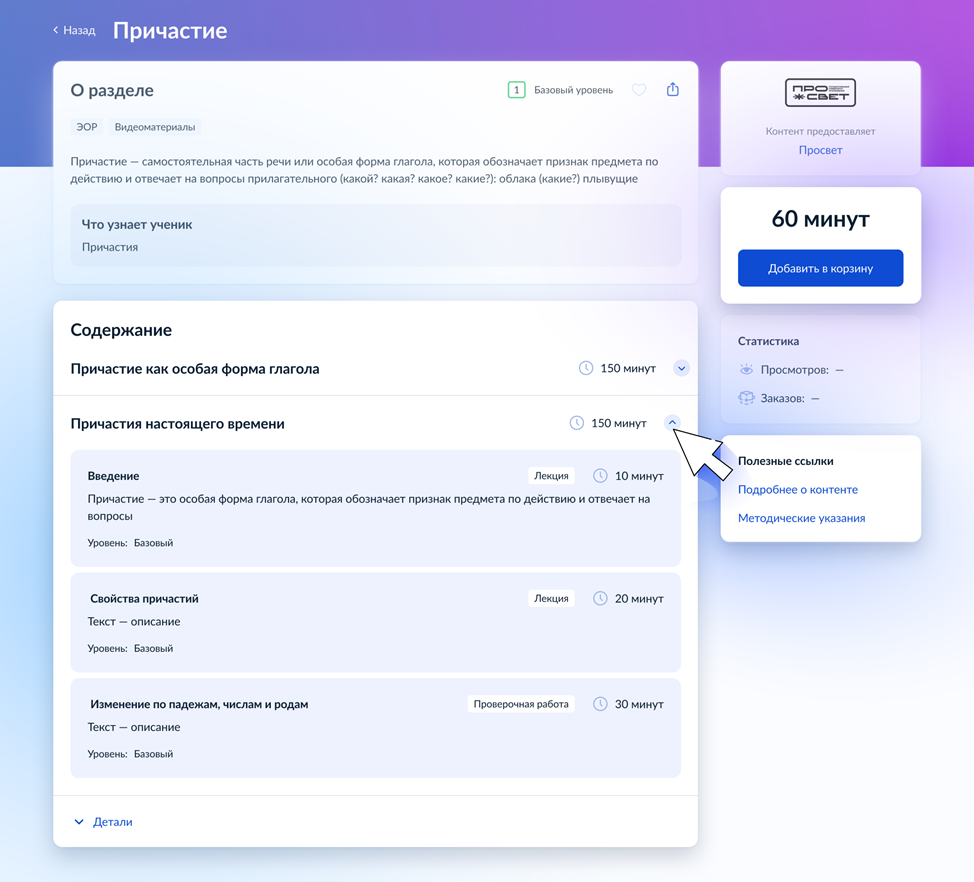 Назад
Причастие
О разделе
1 Базовый уровень
ЭОР Видеоматериалы
Причастие — самостоятельная часть речи или особая форма глагола, которая обозначает признак предмета по
действию и отвечает на вопросы прилагательного (какой? какая? какое? какие?): облака (какие?) плывущие
Что узнает ученик
Причастия
ПРО
СВЕТ
Контент предоставляет
Просвет
60 минут
Добавить в корзину
Статистика
Просмотров: —
Заказов: —
Полезные ссылки
Подробнее о контенте
Методические указания
Содержание
Причастие как особая форма глагола 150 минут
Причастия настоящего времени 150 минут
Введение Лекция 10 минут
Причастие — это особая форма глагола, которая обозначает признак предмета по действию и отвечает на
вопросы
Уровень: Базовый
Свойства причастий Лекция 20 минут
Текст — описание
Уровень: Базовый
Изменение по падежам, числам и родам Проверочная работа 30 минут
Текст — описание
Уровень: Базовый
Детали